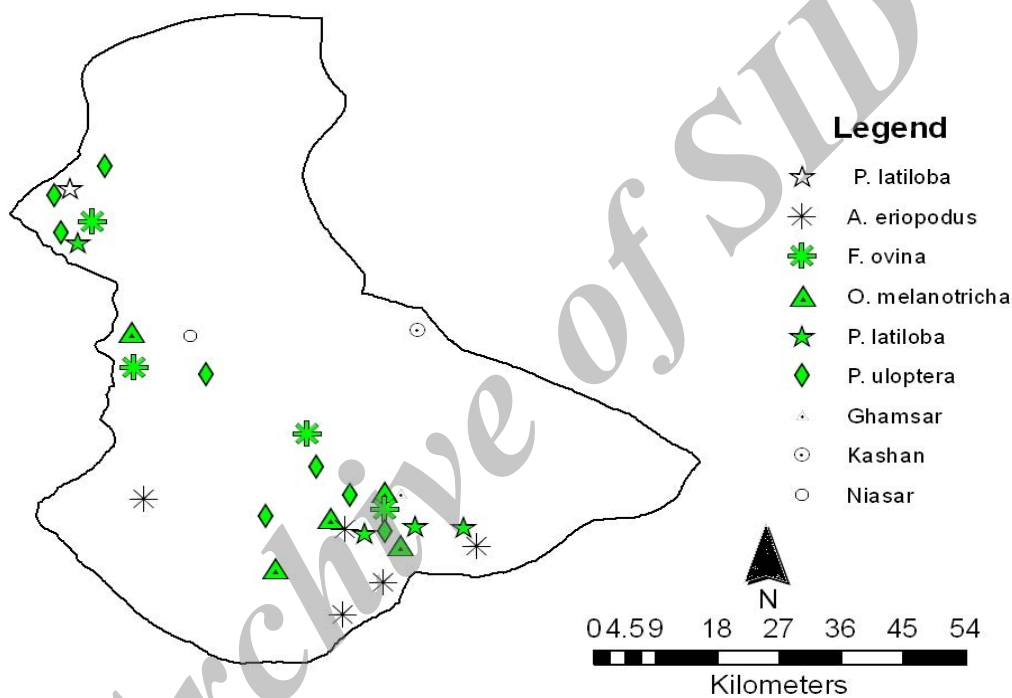 Archive of SID
Legend
P. latiloba
A. eriopodus
F. ovina
O. melanotricha
P. latiloba
P. uloptera
Ghamsar
Kashan
Niasar
N
0 4.5 9 18 27 36 45 54
Kilometers